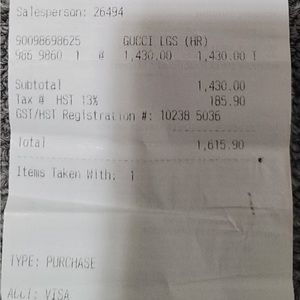 Salesperson: 26494
90098698625 GUCCI LGS (HR)
986 9860 1 @ 1,430.00 1,430.00 T
Subtotal 1,430.00
Tax @ HST 13% 185.90
GST/HST Registration #: 10238 5036
Total 1,615.90
Items Taken With: 1
TYPE: PURCHASE
ACCT: VISA